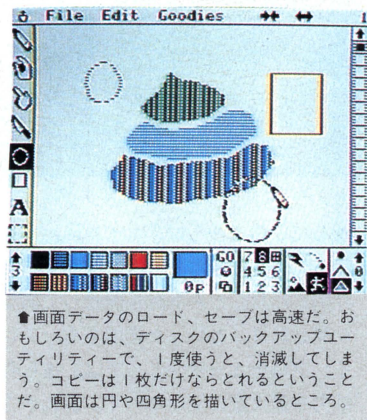 File Edit Goodies
A
3
GO 7 8
4 5 6
0p 1 2 3
0
⬆画面データのロード、セーブは高速だ。お
もしろいのは、ディスクのバックアップユー
ティリティーで、1度使うと、消滅してしま
う。コピーは1枚だけならとれるということ
だ。画面は円や四角形を描いているところ。